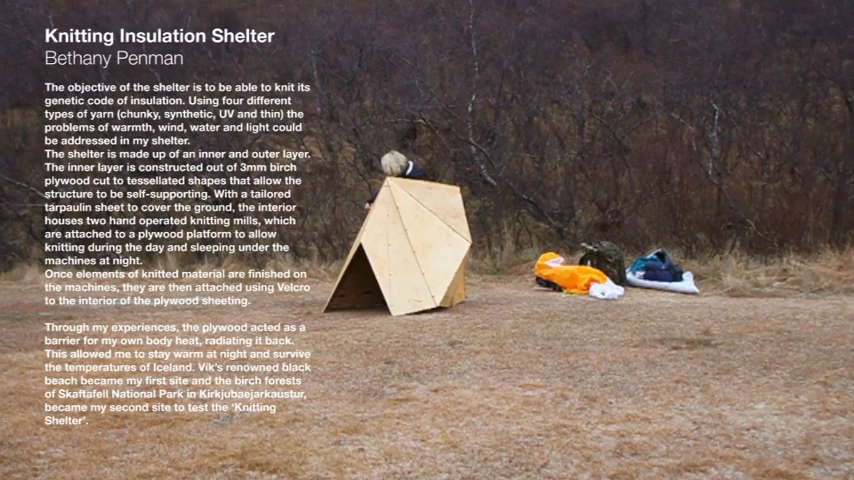 Knitting Insulation Shelter
Bethany Penman
The objective of the shelter is to be able to knit its
genetic code of insulation. Using four different
types of yarn (chunky, synthetic, UV and thin) the
problems of warmth, wind, water and light could
be addressed in my shelter.
The shelter is made up of an inner and outer layer.
The inner layer is constructed out of 3mm birch
plywood cut to tessellated shapes that allow the
structure to be self-supporting. With a tailored
tarpaulin sheet to cover the ground, the interior
houses two hand operated knitting mills, which
are attached to a plywood platform to allow
knitting during the day and sleeping under the
machines at night.
Once elements of knitted material are finished on
the machines, they are then attached using Velcro
to the interior of the plywood sheeting.
Through my experiences, the plywood acted as a
barrier for my own body heat, radiating it back.
This allowed me to stay warm at night and survive
the temperatures of Iceland. Vik's renowned black
beach became my first site and the birch forests
of Skaftafell National Park in Kirkjubaejarkaustur,
became my second site to test the ‘Knitting
Shelter’.